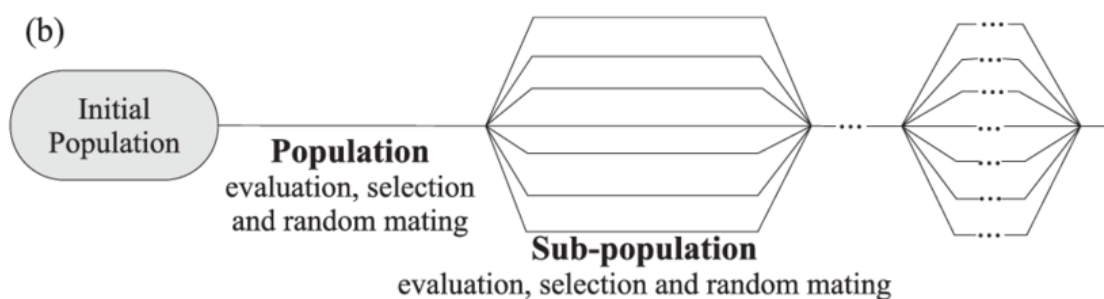 (b)
Initial
Population
Population
evaluation, selection
and random mating
Sub-population
evaluation, selection and random mating